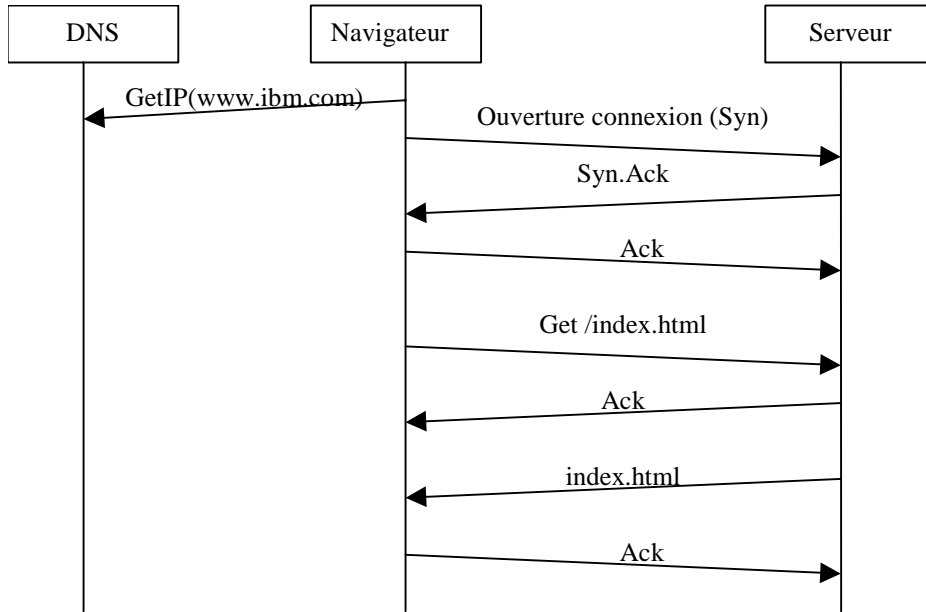 DNS
Navigateur
Serveur
GetIP(www.ibm.com)
Ouverture connexion (Syn)
Syn.Ack
Ack
Get /index.html
Ack
index.html
Ack